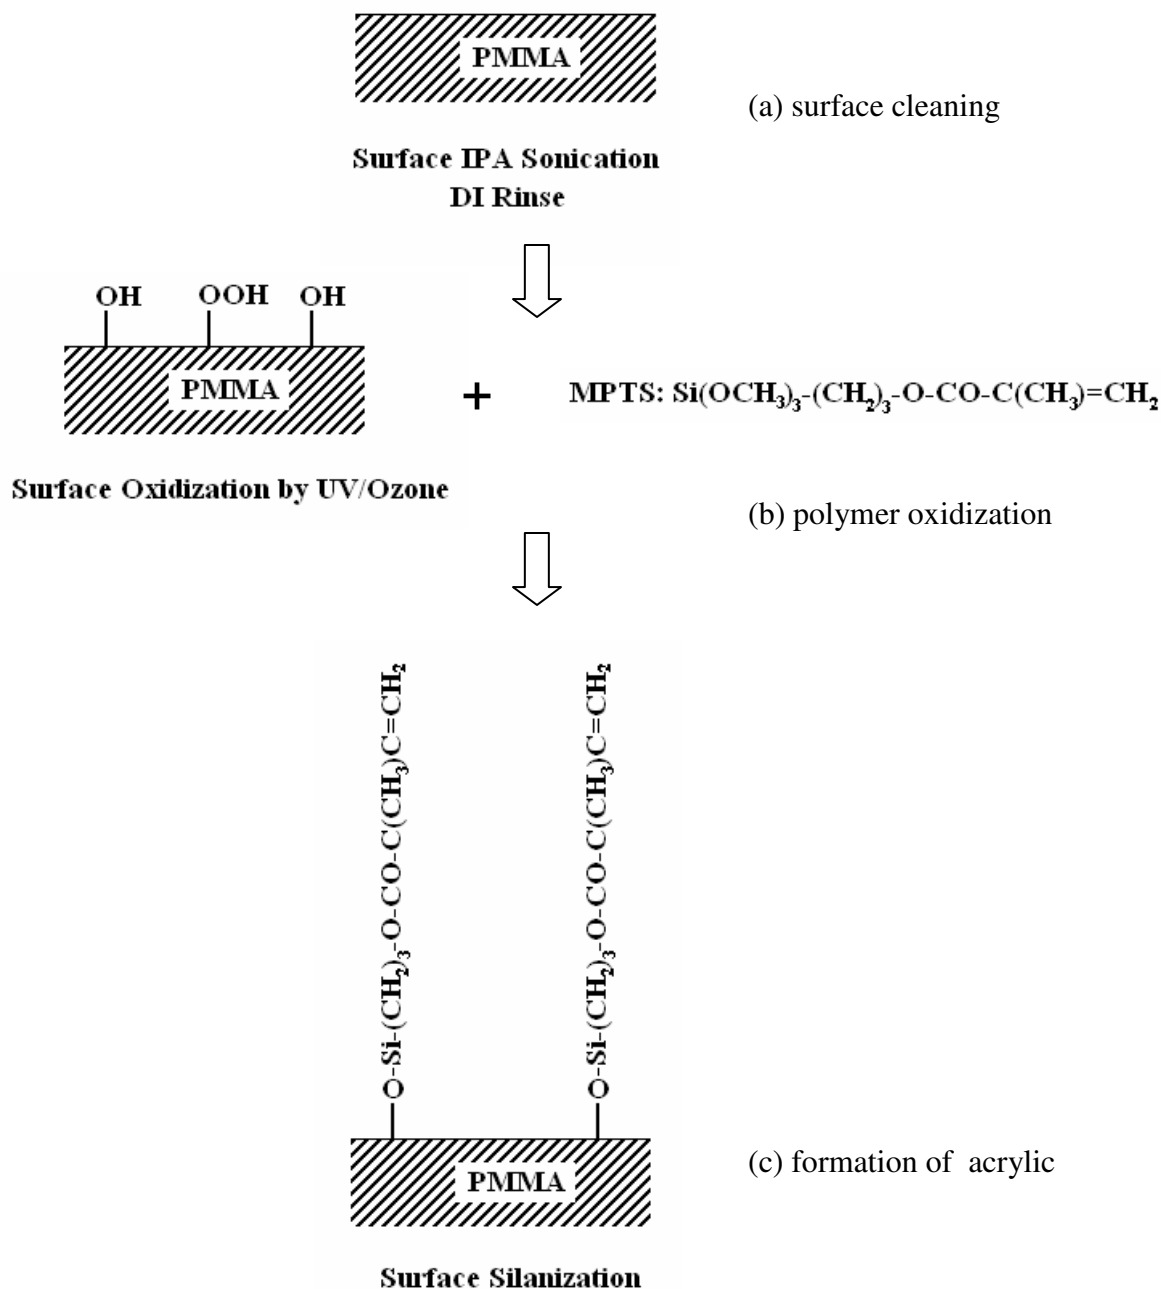 PMMA
(a) surface cleaning
Surface IPA Sonication
DI Rinse
OH OOH OH
PMMA
+ MPTS: Si(OCH₃)₃-(CH₂)₃-O-CO-C(CH₃)=CH₂
Surface Oxidization by UV/Ozone
(b) polymer oxidization
O-Si-(CH₂)₃-O-CO-C(CH₃)C=CH₂
O-Si-(CH₂)₃-O-CO-C(CH₃)C=CH₂
PMMA
(c) formation of acrylic
Surface Silanization